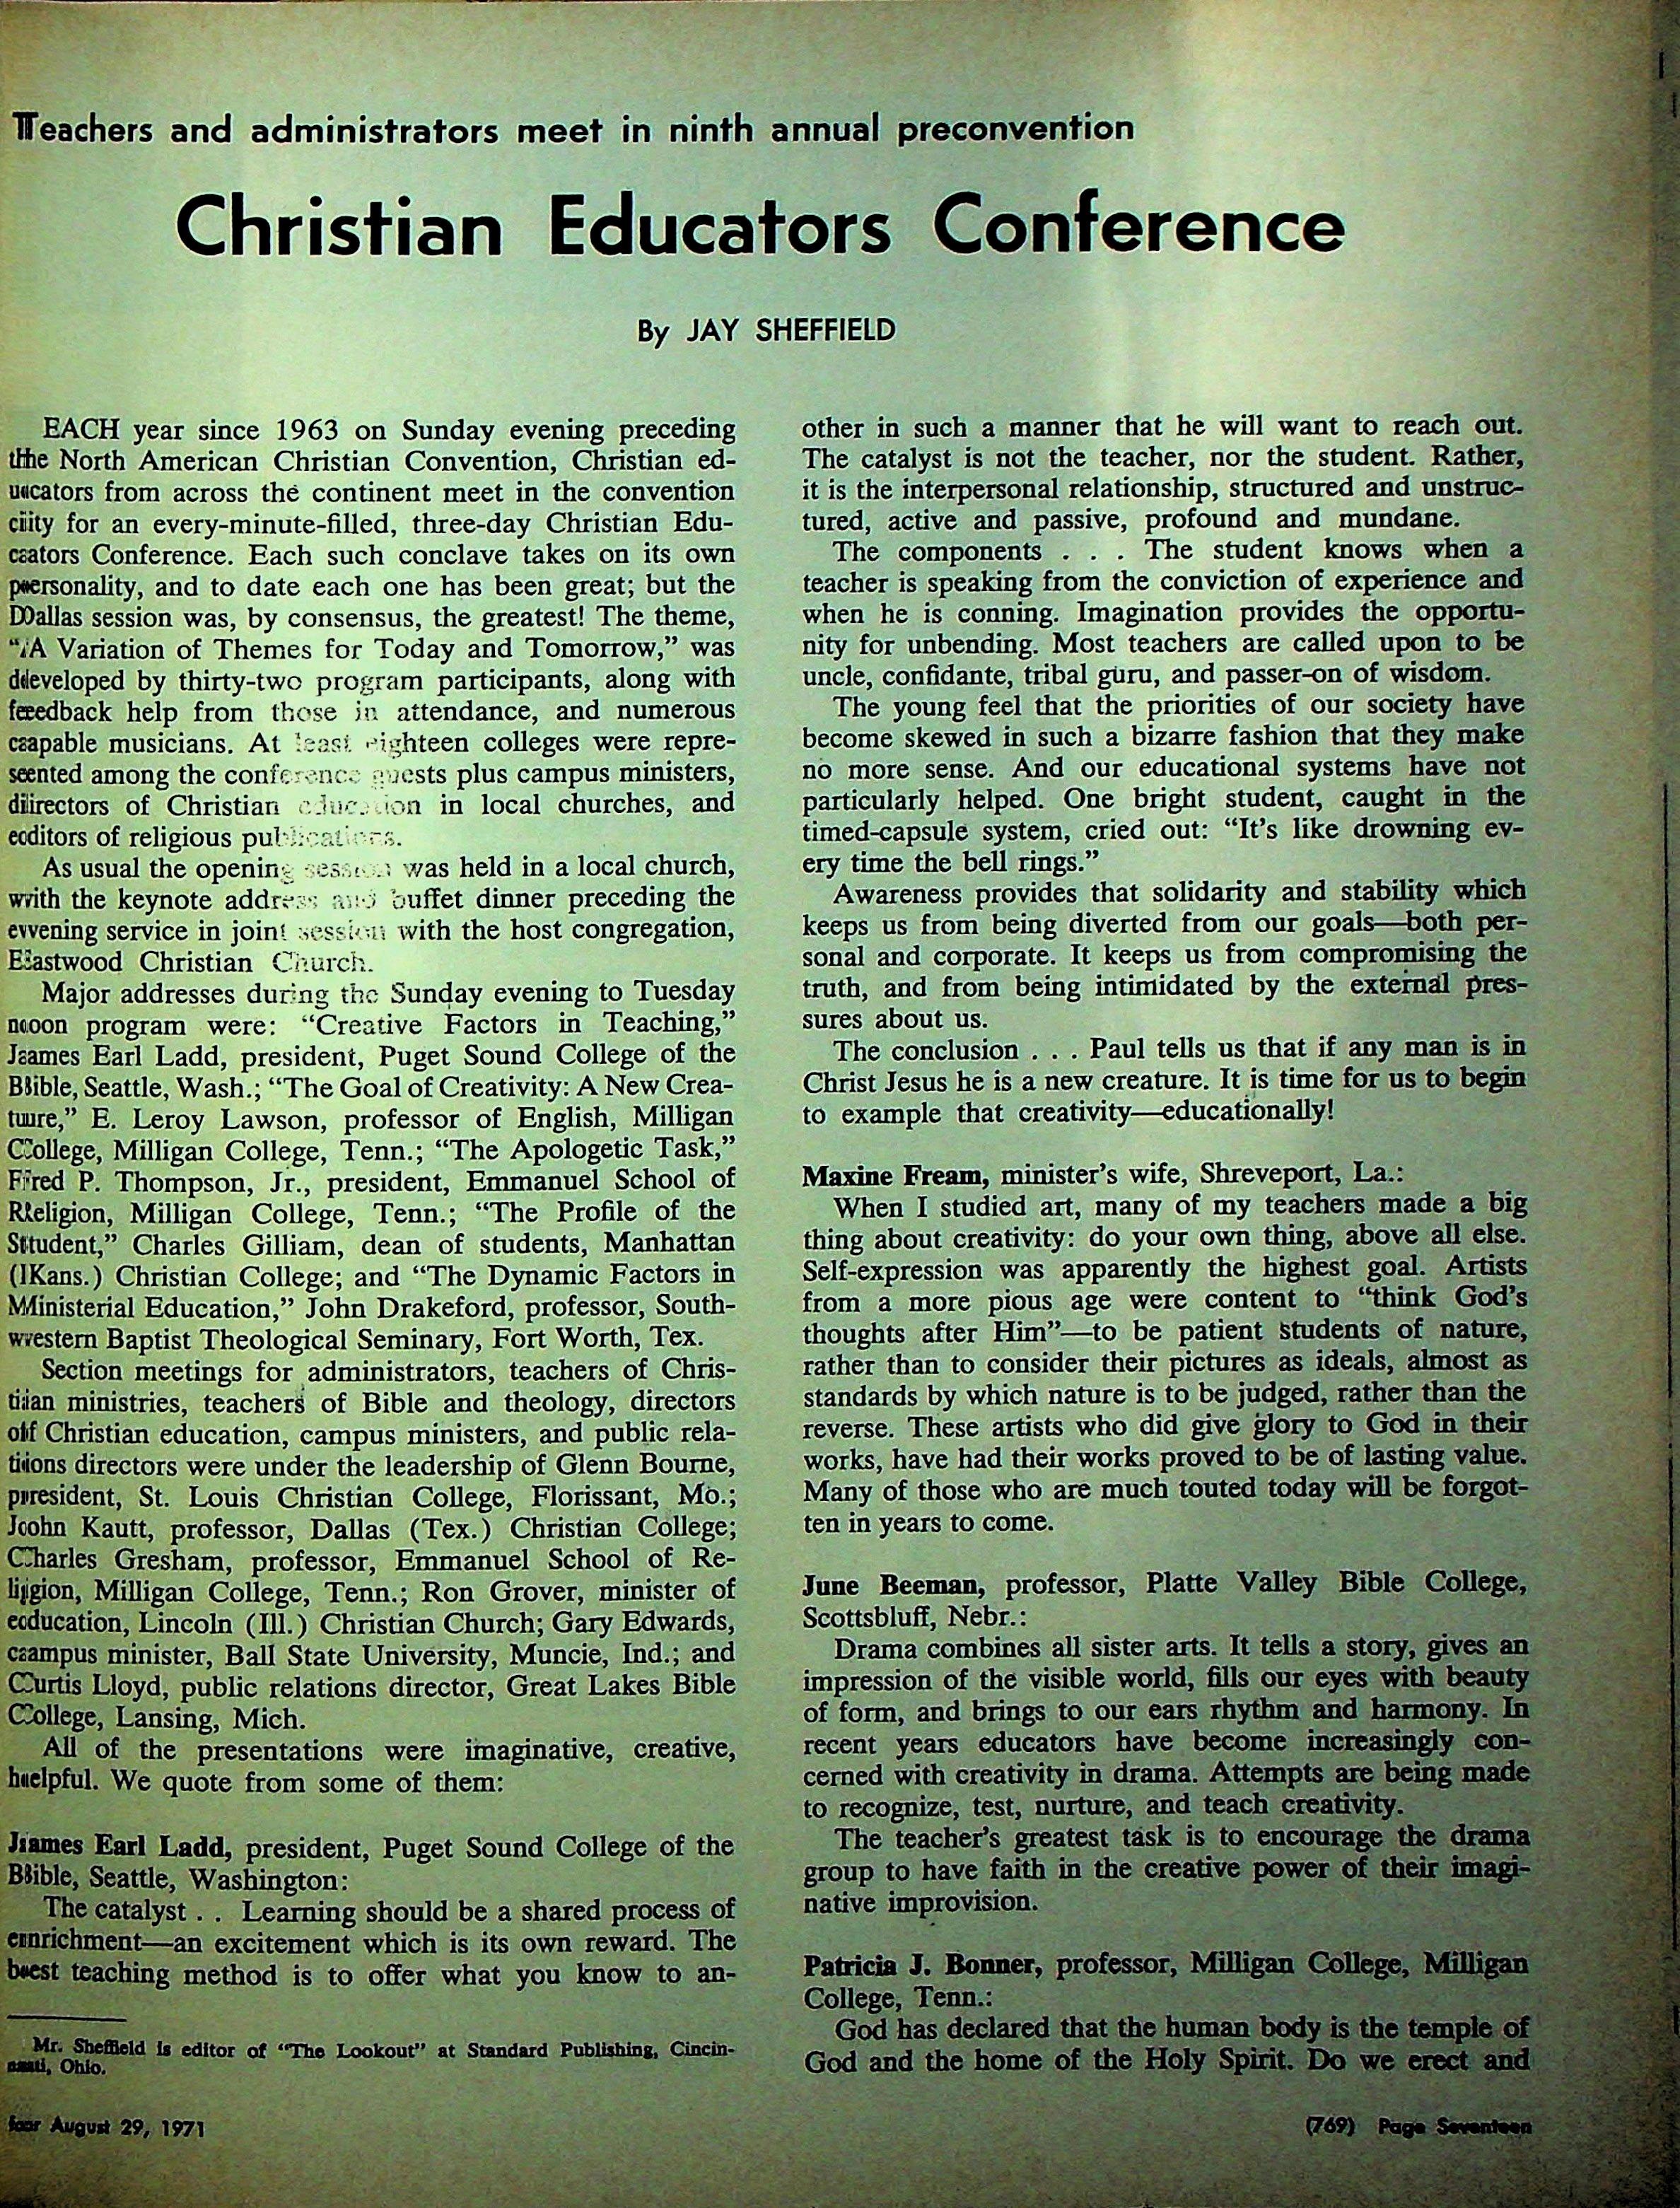 Teachers and administrators meet in ninth annual preconvention
Christian Educators Conference
By JAY SHEFFIELD
EACH year since 1963 on Sunday evening preceding
the North American Christian Convention, Christian ed-
ucators from across the continent meet in the convention
city for an every-minute-filled, three-day Christian Edu-
cators Conference. Each such conclave takes on its own
personality, and to date each one has been great; but the
Dallas session was, by consensus, the greatest! The theme,
“A Variation of Themes for Today and Tomorrow,” was
developed by thirty-two program participants, along with
feedback help from those in attendance, and numerous
capable musicians. At least eighteen colleges were repre-
sented among the conference guests plus campus ministers,
directors of Christian education in local churches, and
editors of religious publications.
As usual the opening session was held in a local church,
with the keynote address and buffet dinner preceding the
evening service in joint session with the host congregation,
Eastwood Christian Church.
Major addresses during the Sunday evening to Tuesday
noon program were: “Creative Factors in Teaching,”
James Earl Ladd, president, Puget Sound College of the
Bible, Seattle, Wash.; “The Goal of Creativity: A New Crea-
ture,” E. Leroy Lawson, professor of English, Milligan
College, Milligan College, Tenn.; “The Apologetic Task,”
Fred P. Thompson, Jr., president, Emmanuel School of
Religion, Milligan College, Tenn.; “The Profile of the
Student,” Charles Gilliam, dean of students, Manhattan
(Kans.) Christian College; and “The Dynamic Factors in
Ministerial Education,” John Drakeford, professor, South-
western Baptist Theological Seminary, Fort Worth, Tex.
Section meetings for administrators, teachers of Chris-
tian ministries, teachers of Bible and theology, directors
of Christian education, campus ministers, and public rela-
tions directors were under the leadership of Glenn Bourne,
president, St. Louis Christian College, Florissant, Mo.;
John Kautt, professor, Dallas (Tex.) Christian College;
Charles Gresham, professor, Emmanuel School of Re-
ligion, Milligan College, Tenn.; Ron Grover, minister of
education, Lincoln (Ill.) Christian Church; Gary Edwards,
campus minister, Ball State University, Muncie, Ind.; and
Curtis Lloyd, public relations director, Great Lakes Bible
College, Lansing, Mich.
All of the presentations were imaginative, creative,
helpful. We quote from some of them:
James Earl Ladd, president, Puget Sound College of the
Bible, Seattle, Washington:
The catalyst . . Learning should be a shared process of
enrichment—an excitement which is its own reward. The
best teaching method is to offer what you know to an-
Mr. Sheffield is editor of “The Lookout” at Standard Publishing, Cincin-
nati, Ohio.
other in such a manner that he will want to reach out.
The catalyst is not the teacher, nor the student. Rather,
it is the interpersonal relationship, structured and unstruc-
tured, active and passive, profound and mundane.
The components . . . The student knows when a
teacher is speaking from the conviction of experience and
when he is conning. Imagination provides the opportu-
nity for unbending. Most teachers are called upon to be
uncle, confidante, tribal guru, and passer-on of wisdom.
The young feel that the priorities of our society have
become skewed in such a bizarre fashion that they make
no more sense. And our educational systems have not
particularly helped. One bright student, caught in the
timed-capsule system, cried out: “It's like drowning ev-
ery time the bell rings.”
Awareness provides that solidarity and stability which
keeps us from being diverted from our goals—both per-
sonal and corporate. It keeps us from compromising the
truth, and from being intimidated by the external pres-
sures about us.
The conclusion . . . Paul tells us that if any man is in
Christ Jesus he is a new creature. It is time for us to begin
to example that creativity—educationally!
Maxine Fream, minister's wife, Shreveport, La.:
When I studied art, many of my teachers made a big
thing about creativity: do your own thing, above all else.
Self-expression was apparently the highest goal. Artists
from a more pious age were content to “think God's
thoughts after Him”—to be patient students of nature,
rather than to consider their pictures as ideals, almost as
standards by which nature is to be judged, rather than the
reverse. These artists who did give glory to God in their
works, have had their works proved to be of lasting value.
Many of those who are much touted today will be forgot-
ten in years to come.
June Beeman, professor, Platte Valley Bible College,
Scottsbluff, Nebr.:
Drama combines all sister arts. It tells a story, gives an
impression of the visible world, fills our eyes with beauty
of form, and brings to our ears rhythm and harmony. In
recent years educators have become increasingly con-
cerned with creativity in drama. Attempts are being made
to recognize, test, nurture, and teach creativity.
The teacher's greatest task is to encourage the drama
group to have faith in the creative power of their imagi-
native improvision.
Patricia J. Bonner, professor, Milligan College, Milligan
College, Tenn.:
God has declared that the human body is the temple of
God and the home of the Holy Spirit. Do we erect and
for August 29, 1971
(769) Page Seventeen